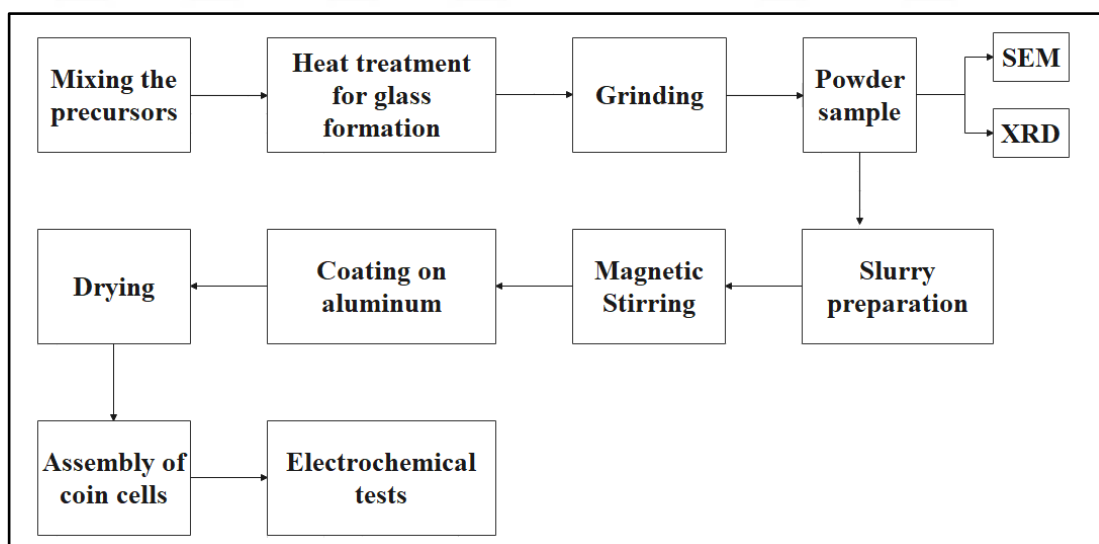 Mixing the
precursors
Heat treatment
for glass
formation
Grinding
Powder
sample
SEM
XRD
Slurry
preparation
Magnetic
Stirring
Coating on
aluminum
Drying
Assembly of
coin cells
Electrochemical
tests